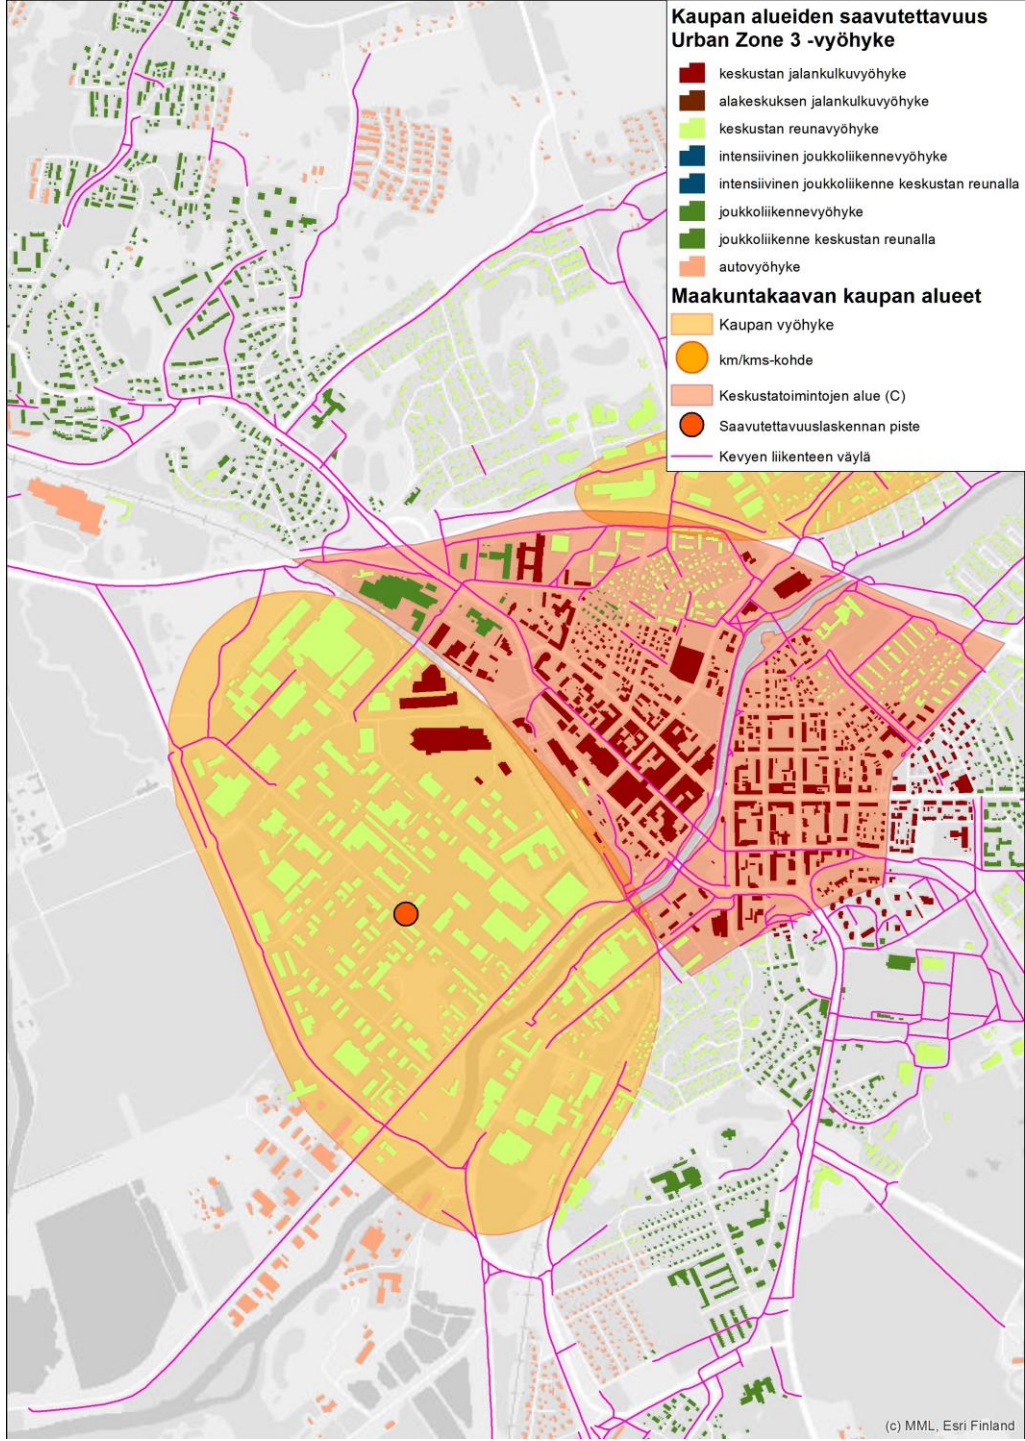 Kaupan alueiden saavutettavuus
Urban Zone 3 -vyöhyke
keskustan jalankulkuvyöhyke
alakeskuksen jalankulkuvyöhyke
keskustan reunavyöhyke
intensiivinen joukkoliikennevyöhyke
intensiivinen joukkoliikenne keskustan reunalla
joukkoliikennevyöhyke
joukkoliikenne keskustan reunalla
autovyöhyke
Maakuntakaavan kaupan alueet
Kaupan vyöhyke
km/kms-kohde
Keskustatoimintojen alue (C)
Saavutettavuuslaskennan piste
Kevyen liikenteen väylä
(c) MML, Esri Finland